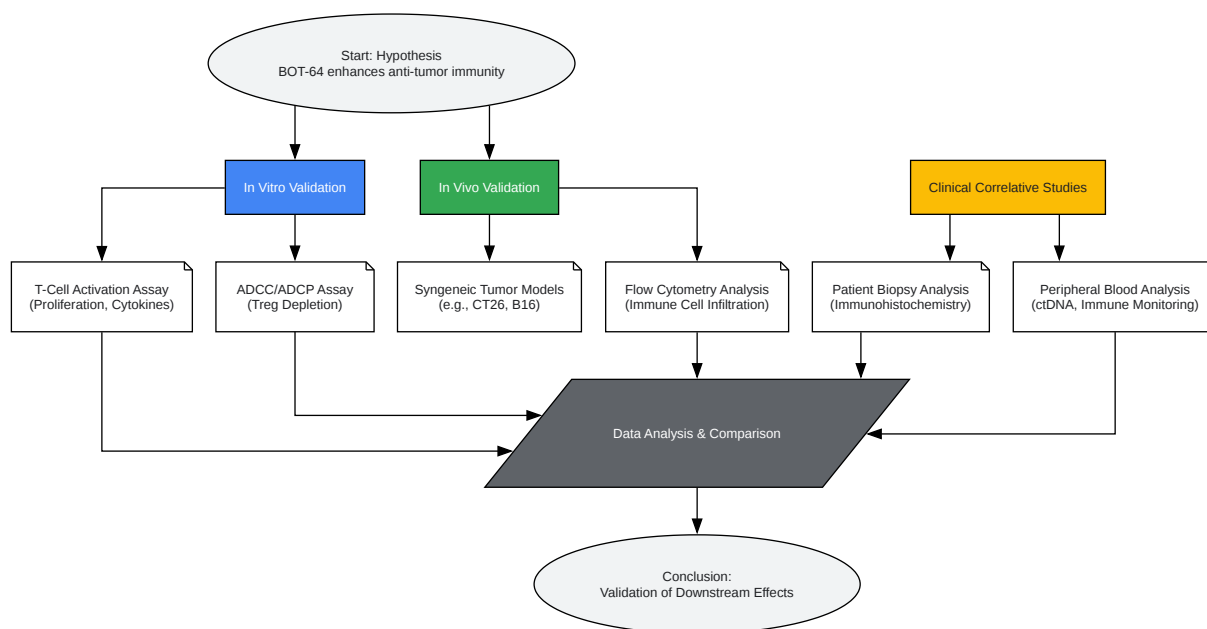 Start: Hypothesis
BOT-64 enhances anti-tumor immunity
In Vitro Validation
In Vivo Validation
Clinical Correlative Studies
T-Cell Activation Assay
(Proliferation, Cytokines)
ADCC/ADCP Assay
(Treg Depletion)
Syngeneic Tumor Models
(e.g., CT26, B16)
Flow Cytometry Analysis
(Immune Cell Infiltration)
Patient Biopsy Analysis
(Immunohistochemistry)
Peripheral Blood Analysis
(ctDNA, Immune Monitoring)
Data Analysis & Comparison
Conclusion:
Validation of Downstream Effects